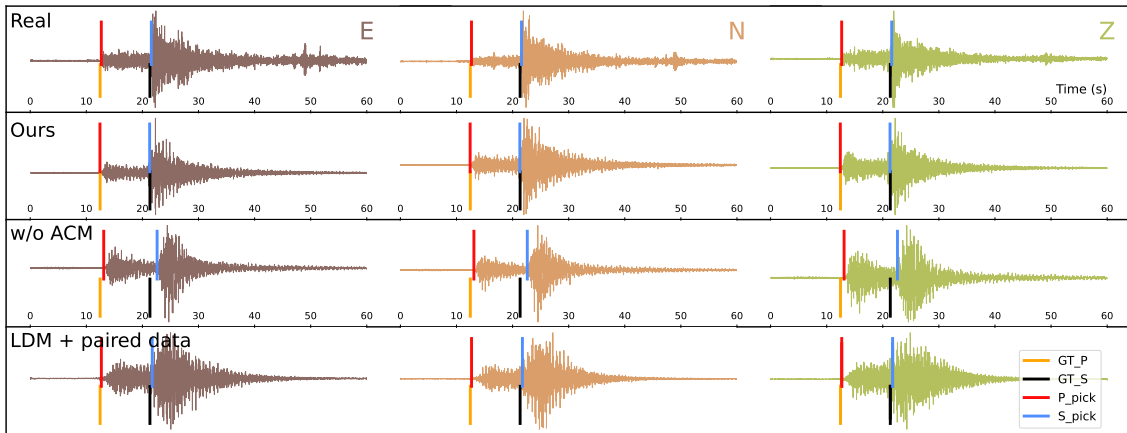 Real
E
N
Z
Time (s)
0 10 20 30 40 50 60
0 10 20 30 40 50 60
0 10 20 30 40 50 60
Ours
0 10 20 30 40 50 60
0 10 20 30 40 50 60
0 10 20 30 40 50 60
w/o ACM
0 10 20 30 40 50 60
0 10 20 30 40 50 60
0 10 20 30 40 50 60
LDM + paired data
GT_P
GT_S
P_pick
S_pick